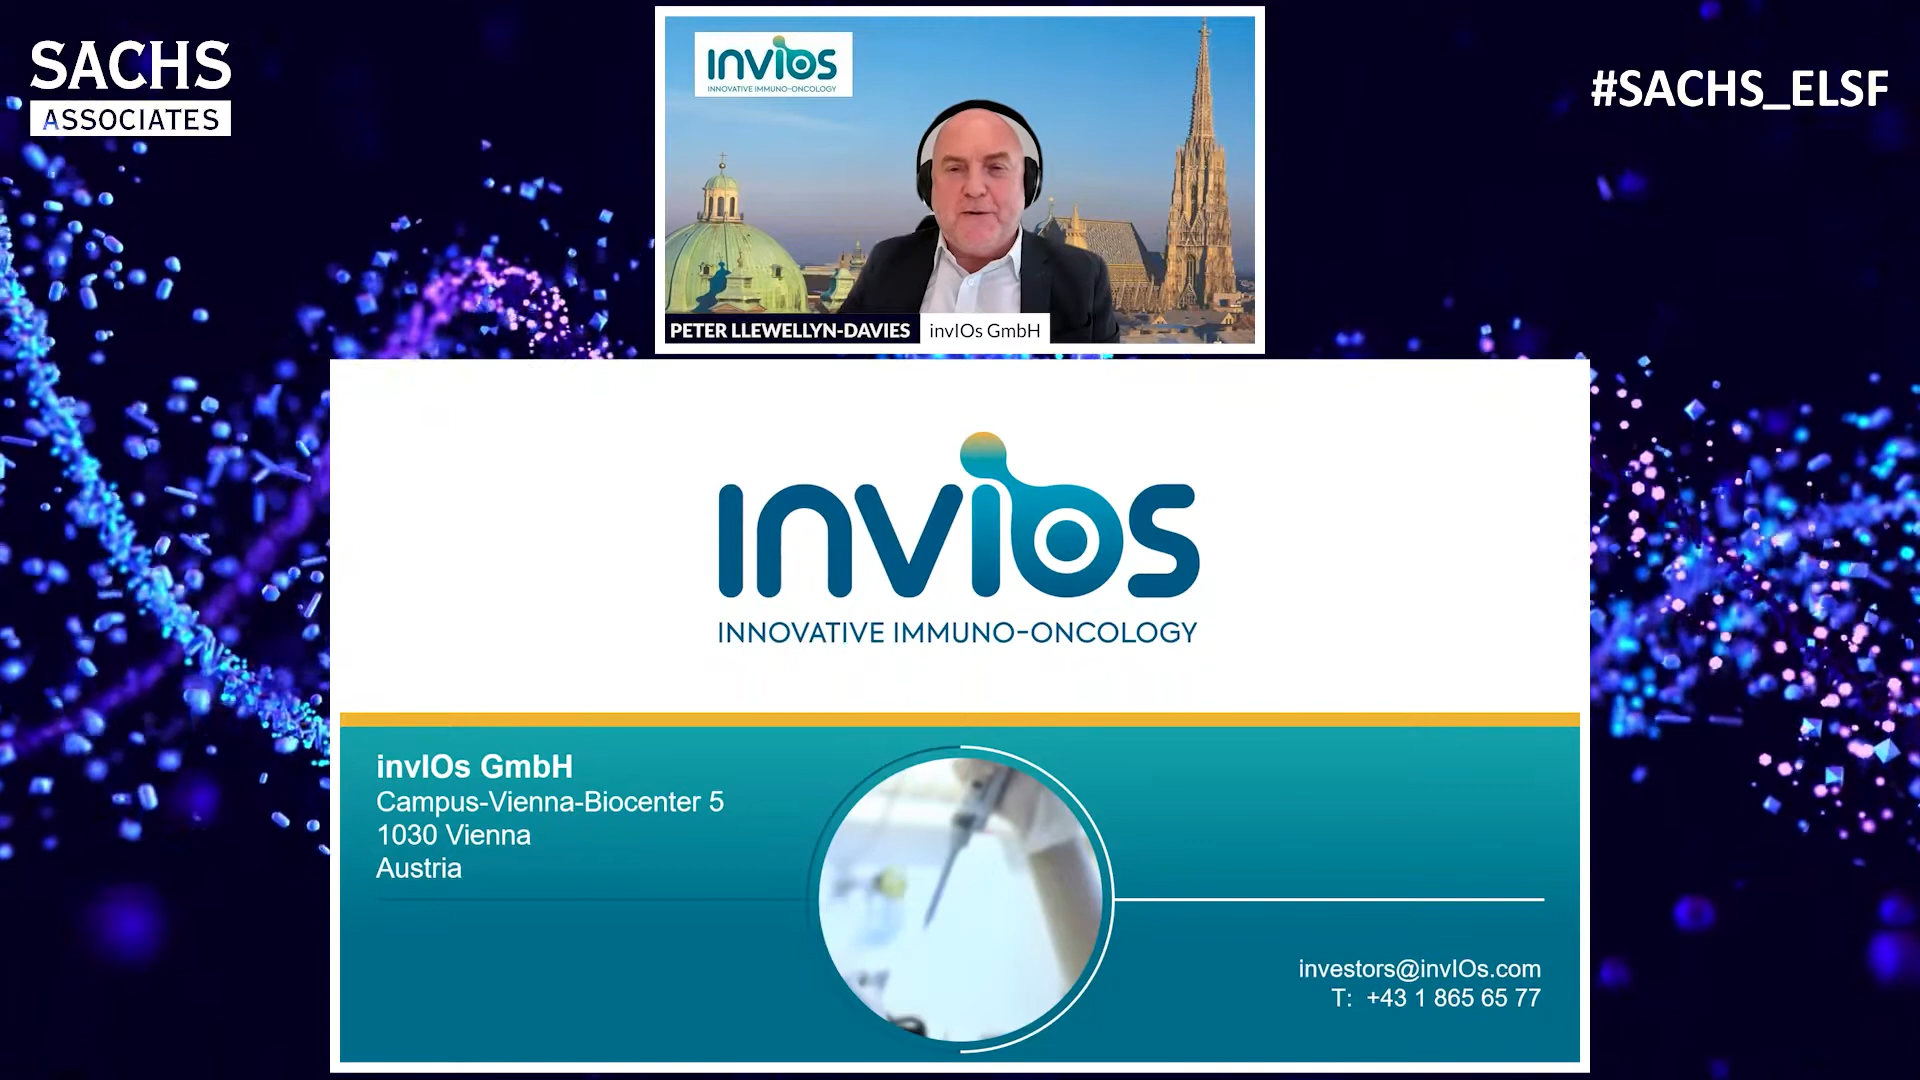 SACHS
ASSOCIATES
#SACHS_ELSF
invIOs
INNOVATIVE IMMUNO-ONCOLOGY
PETER LLEWELLYN-DAVIES
invIOs GmbH
invIOs
INNOVATIVE IMMUNO-ONCOLOGY
invIOs GmbH
Campus-Vienna-Biocenter 5
1030 Vienna
Austria
investors@invIOs.com
T: +43 1 865 65 77